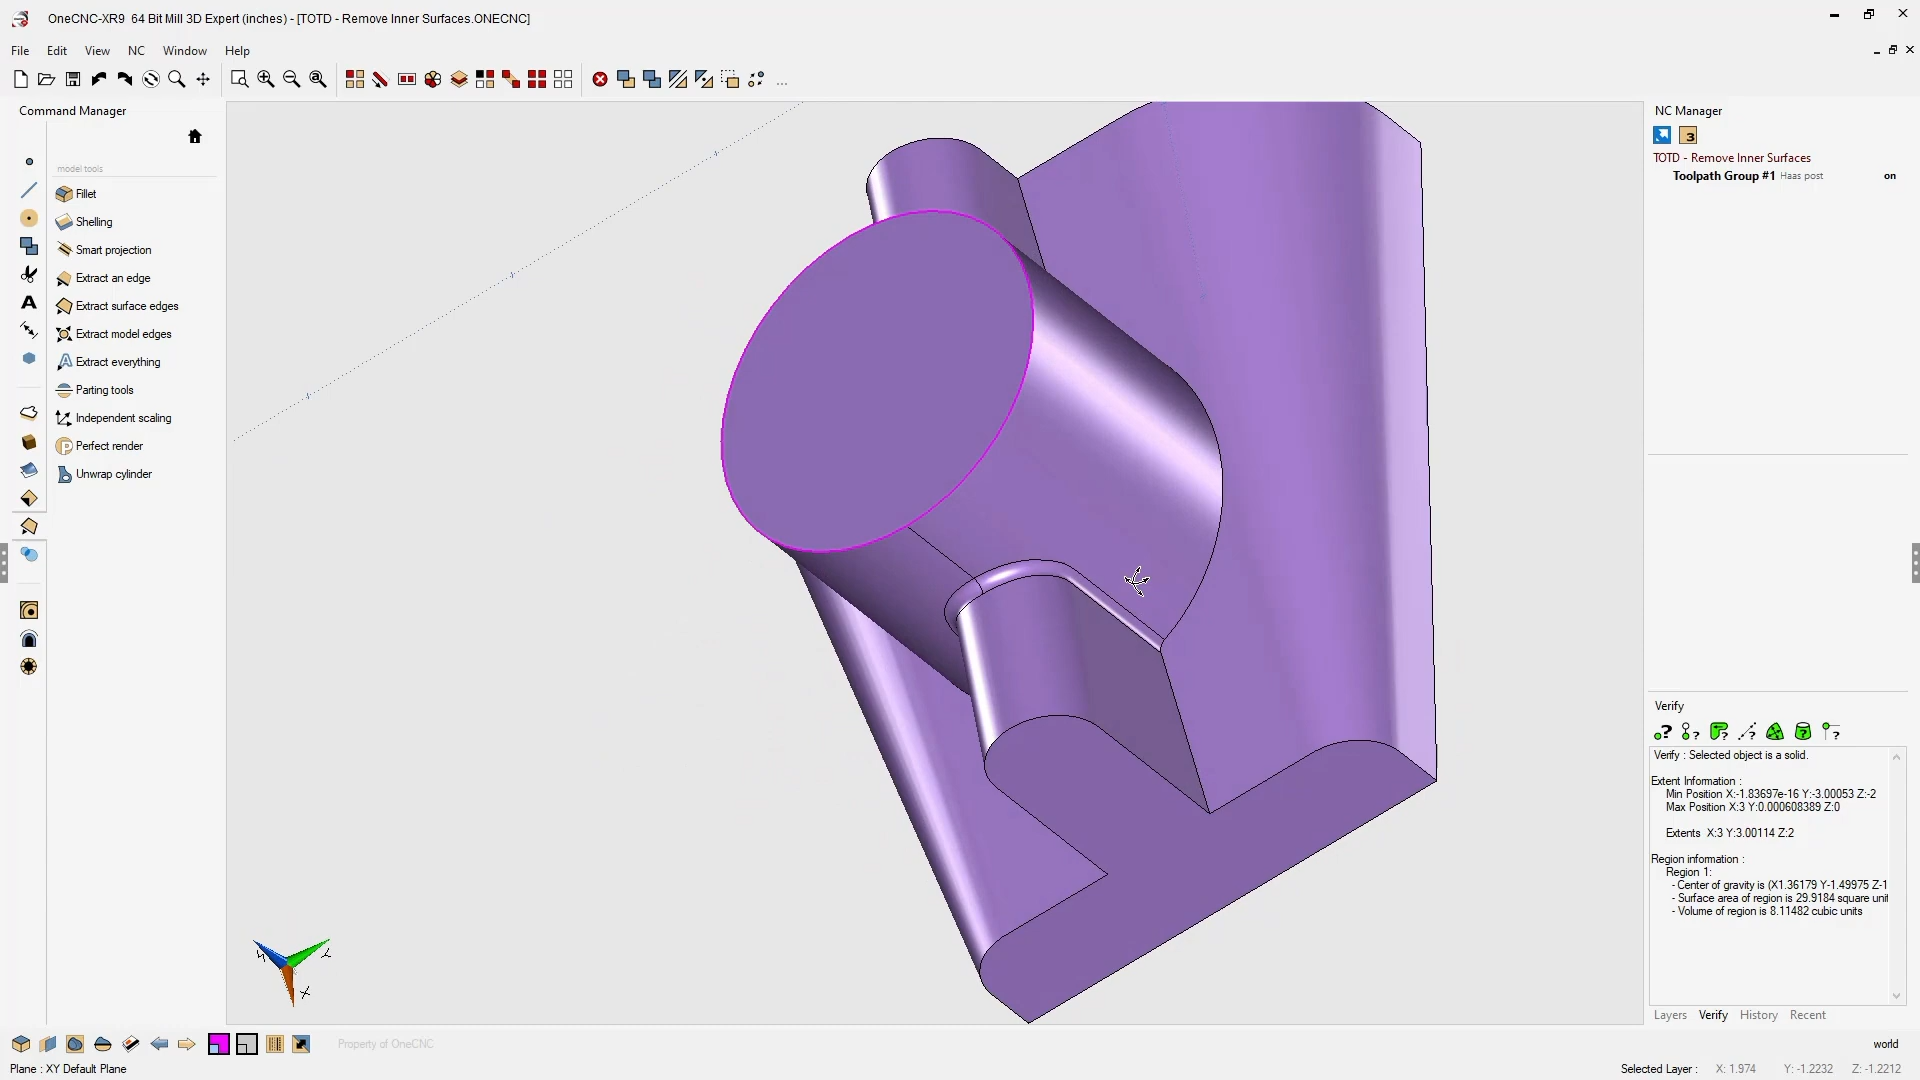 OneCNC-XR9 64 Bit Mill 3D Expert (inches) - [TOTD - Remove Inner Surfaces.ONECNC]
File Edit View NC Window Help
Command Manager
model tools
Fillet
Shelling
Smart projection
Extract an edge
Extract surface edges
Extract model edges
Extract everything
Parting tools
Independent scaling
Perfect render
Unwrap cylinder
NC Manager
3
TOTD - Remove Inner Surfaces
Toolpath Group #1 Haas post on
Verify
Verify : Selected object is a solid.
Extent Information :
Min Position X:-1.83697e-16 Y:-3.00053 Z:-2
Max Position X:3 Y:0.000608389 Z:0
Extents X:3 Y:3.00114 Z:2
Region information :
Region 1:
- Center of gravity is (X1.36179 Y-1.49975 Z-1
- Surface area of region is 29.9184 square unit
- Volume of region is 8.11482 cubic units
Layers Verify History Recent
Property of OneCNC
world
Plane : XY Default Plane
Selected Layer : X: 1.974 Y: -1.2232 Z: -1.2212